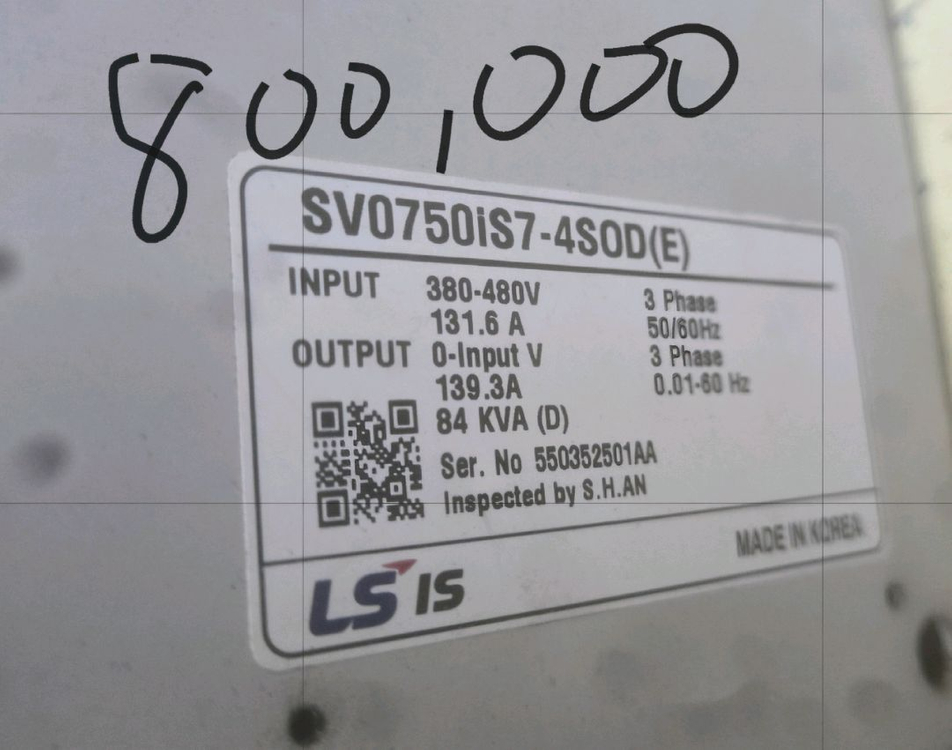 800,000
SV0750iS7-4SOD(E)
INPUT 380-480V 3 Phase
131.6 A 50/60Hz
OUTPUT 0-Input V 3 Phase
139.3A 0.01-60 Hz
84 KVA (D)
Ser. No 550352501AA
Inspected by S.H.AN
MADE IN KOREA
LS IS